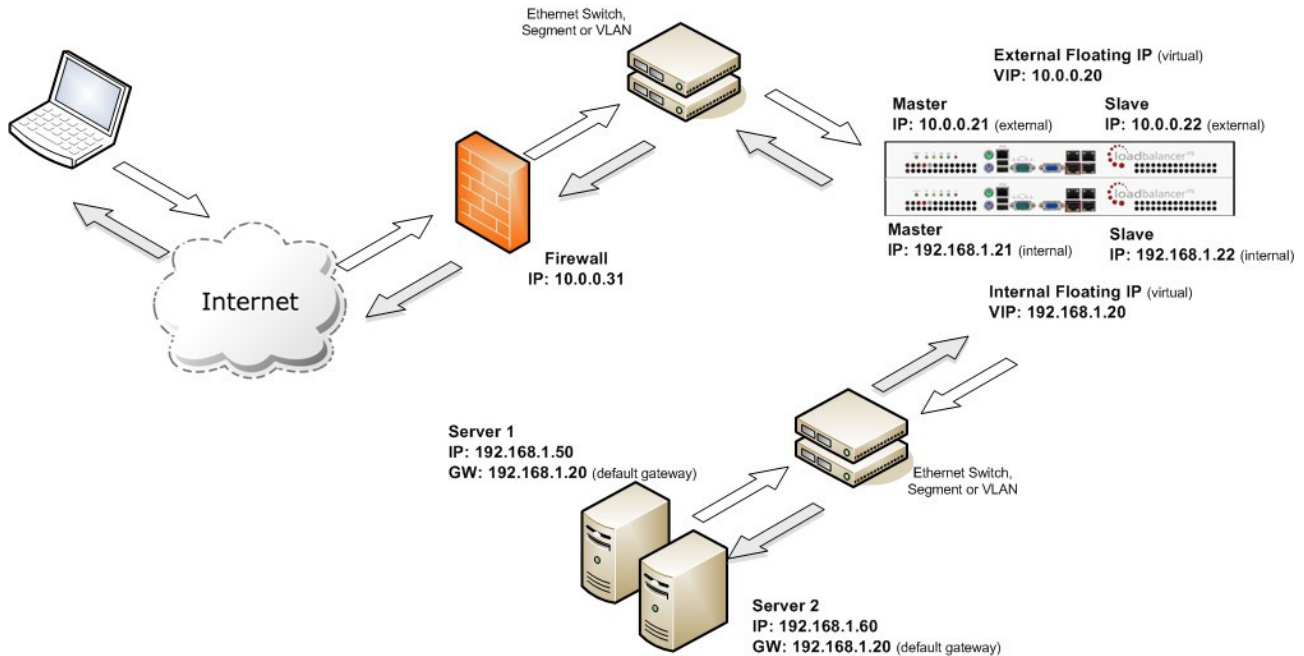 Ethernet Switch,
Segment or VLAN
External Floating IP (virtual)
VIP: 10.0.0.20
Master
IP: 10.0.0.21 (external)
Slave
IP: 10.0.0.22 (external)
loadbalancer.org
loadbalancer.org
Master
IP: 192.168.1.21 (internal)
Slave
IP: 192.168.1.22 (internal)
Firewall
IP: 10.0.0.31
Internet
Internal Floating IP (virtual)
VIP: 192.168.1.20
Server 1
IP: 192.168.1.50
GW: 192.168.1.20 (default gateway)
Ethernet Switch,
Segment or VLAN
Server 2
IP: 192.168.1.60
GW: 192.168.1.20 (default gateway)